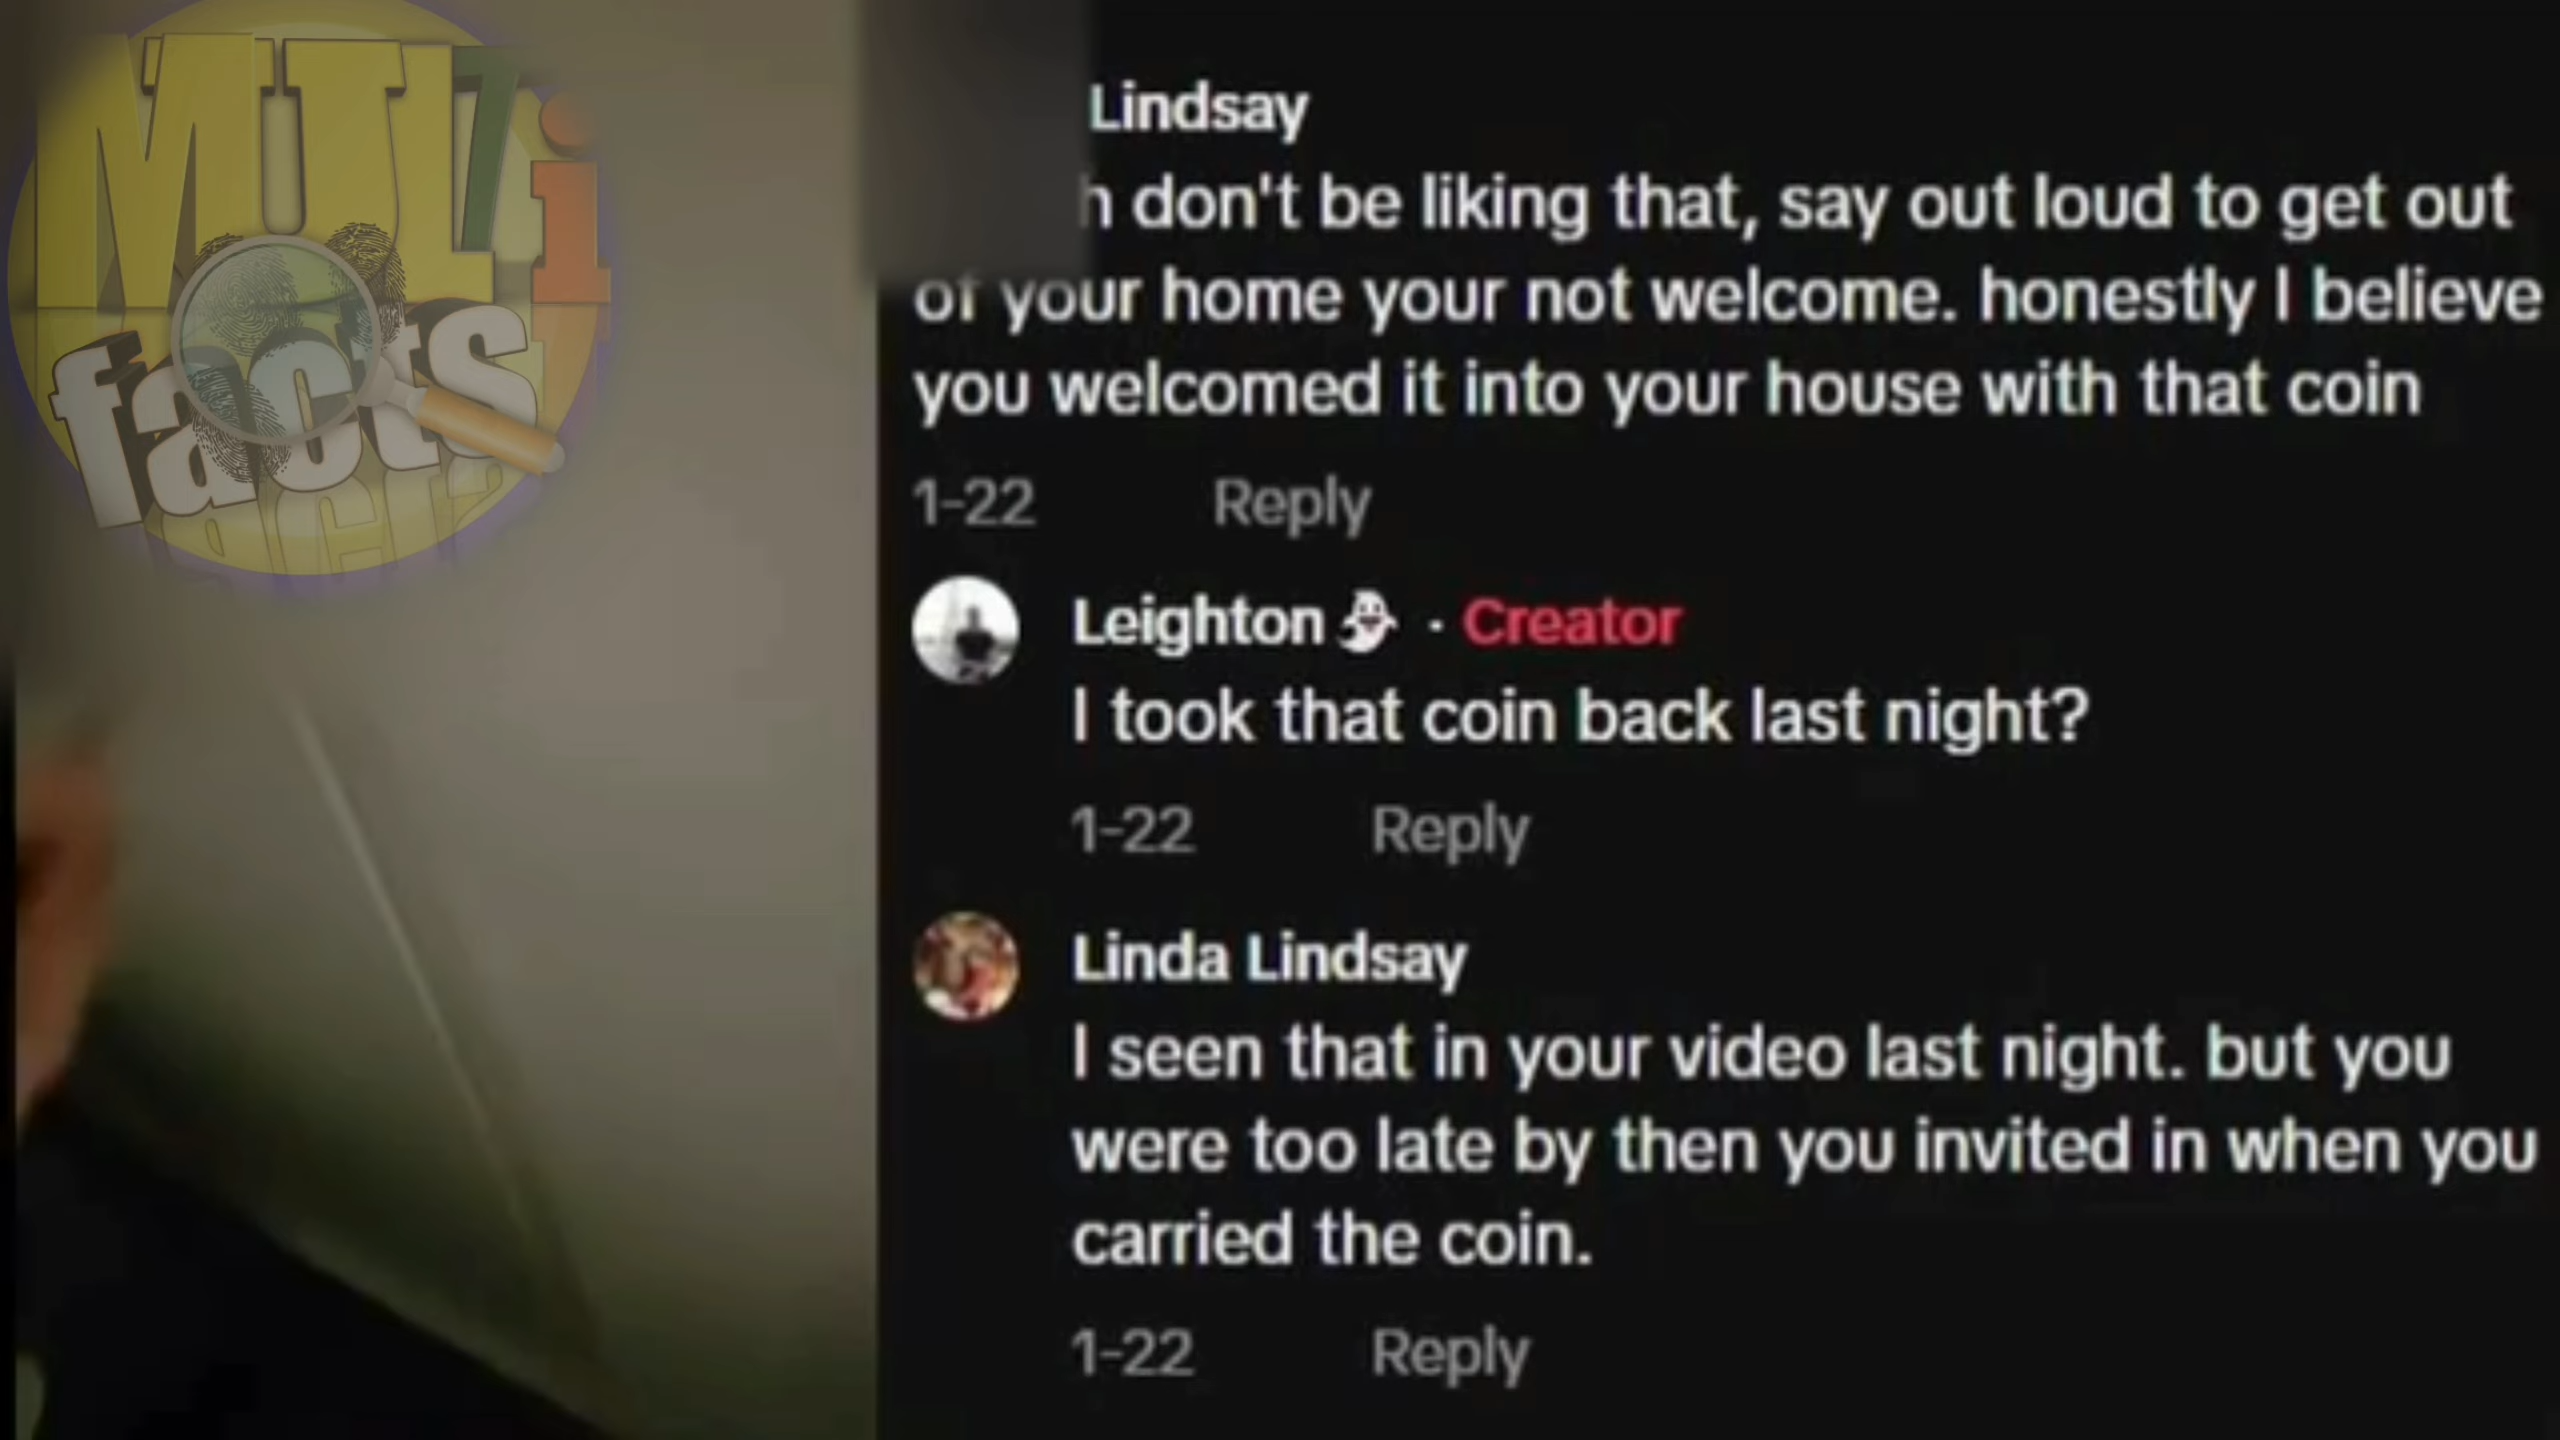 MULTi
facts
Lindsay
don't be liking that, say out loud to get out
of your home your not welcome. honestly I believe
you welcomed it into your house with that coin
1-22 Reply
Leighton👻 · Creator
I took that coin back last night?
1-22 Reply
Linda Lindsay
I seen that in your video last night. but you
were too late by then you invited in when you
carried the coin.
1-22 Reply